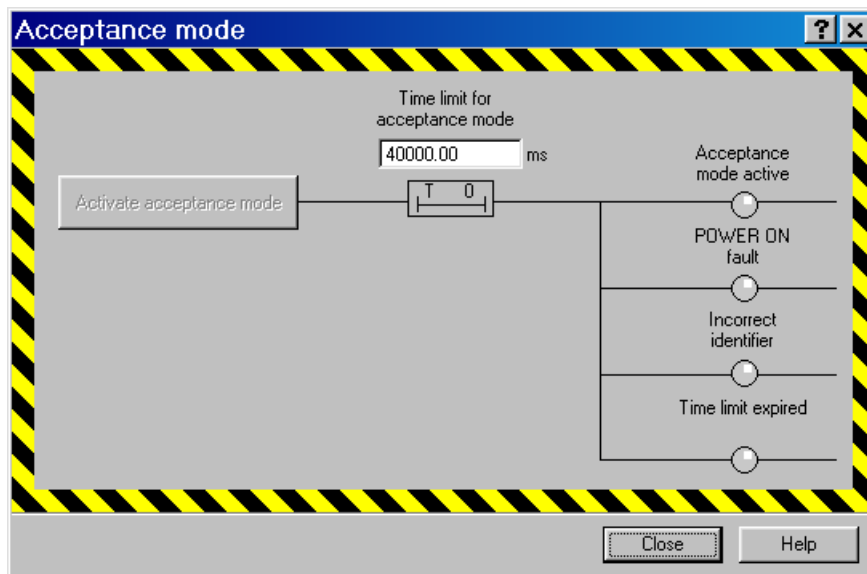 Acceptance mode
Time limit for
acceptance mode
40000.00 ms
Activate acceptance mode
T 0
Acceptance
mode active
POWER ON
fault
Incorrect
identifier
Time limit expired
Close
Help